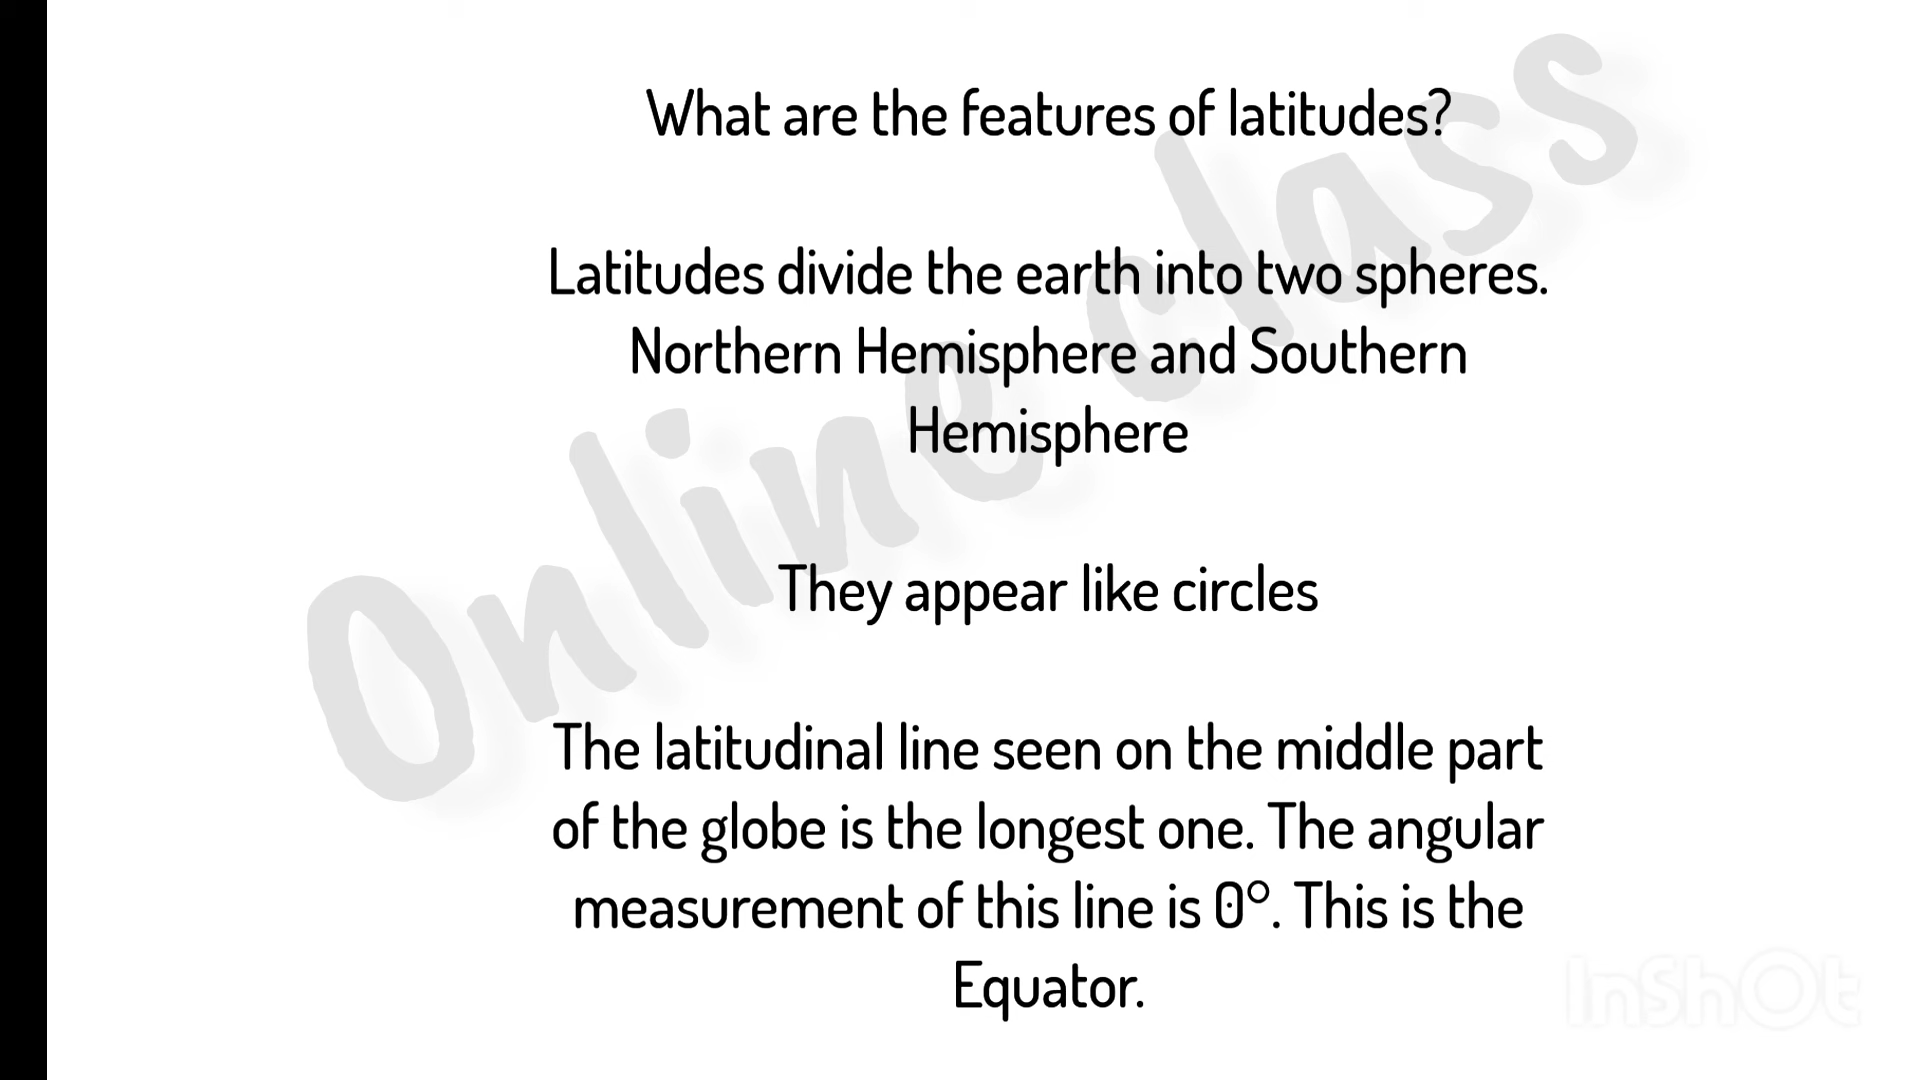 What are the features of latitudes?
Latitudes divide the earth into two spheres.
Northern Hemisphere and Southern
Hemisphere
They appear like circles
The latitudinal line seen on the middle part
of the globe is the longest one. The angular
measurement of this line is 0°. This is the
Equator.
Online class
InShOt